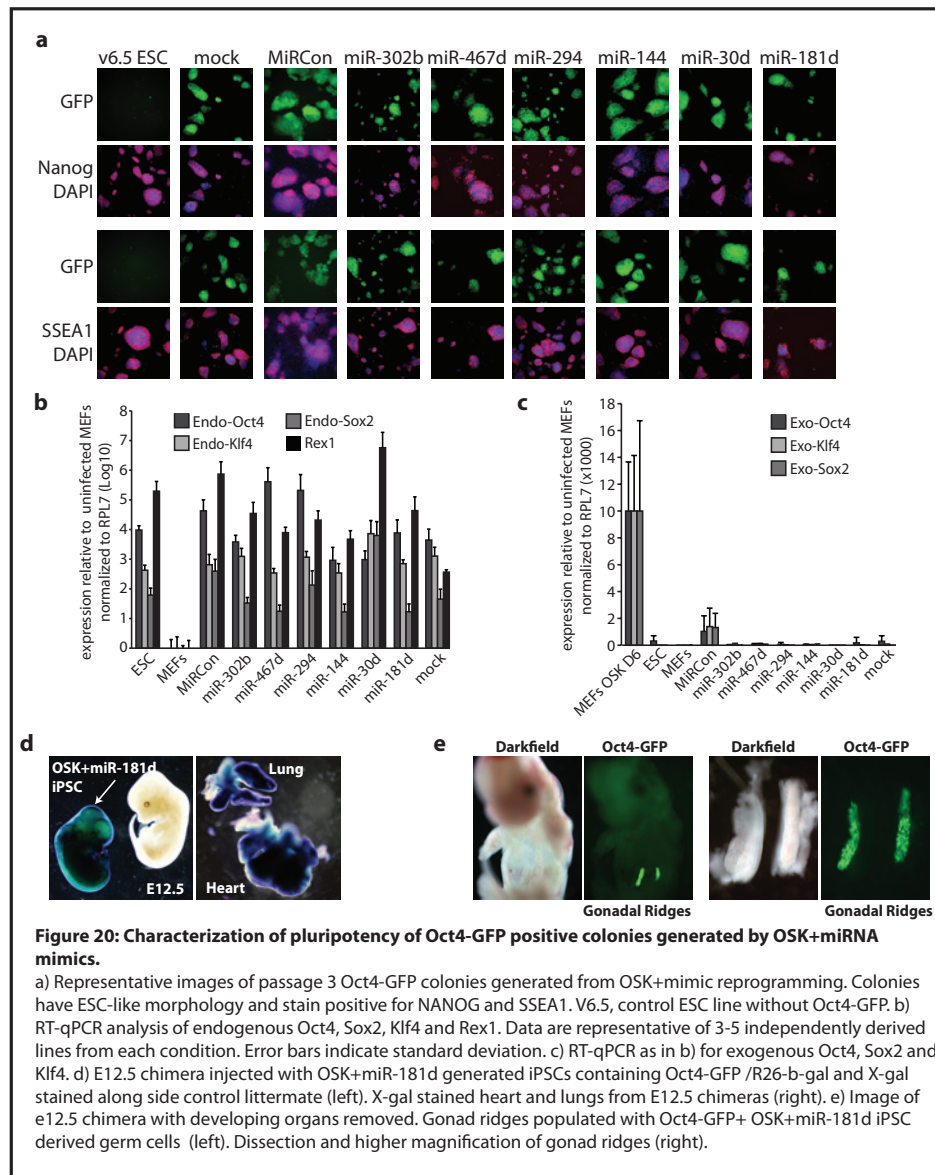 a
v6.5 ESC mock MiRCon miR-302b miR-467d miR-294 miR-144 miR-30d miR-181d
GFP
Nanog
DAPI
GFP
SSEA1
DAPI
b
expression relative to uninfected MEFs
normalized to RPL7 (Log10)
8
7
6
5
4
3
2
1
0
Endo-Oct4
Endo-Sox2
Endo-Klf4
Rex1
ESC
MEFs
MiRCon
miR-302b
miR-467d
miR-294
miR-144
miR-30d
miR-181d
mock
c
expression relative to uninfected MEFs
normalized to RPL7 (x1000)
18
16
14
12
10
8
6
4
2
0
Exo-Oct4
Exo-Klf4
Exo-Sox2
MEFs OSK D6
ESC
MEFs
MiRCon
miR-302b
miR-467d
miR-294
miR-144
miR-30d
miR-181d
mock
d
OSK+miR-181d
iPSC
E12.5
Lung
Heart
e
Darkfield Oct4-GFP Darkfield Oct4-GFP
Gonadal Ridges Gonadal Ridges
Figure 20: Characterization of pluripotency of Oct4-GFP positive colonies generated by OSK+miRNA
mimics.
a) Representative images of passage 3 Oct4-GFP colonies generated from OSK+mimic reprogramming. Colonies
have ESC-like morphology and stain positive for NANOG and SSEA1. V6.5, control ESC line without Oct4-GFP. b)
RT-qPCR analysis of endogenous Oct4, Sox2, Klf4 and Rex1. Data are representative of 3-5 independently derived
lines from each condition. Error bars indicate standard deviation. c) RT-qPCR as in b) for exogenous Oct4, Sox2 and
Klf4. d) E12.5 chimera injected with OSK+miR-181d generated iPSCs containing Oct4-GFP /R26-b-gal and X-gal
stained along side control littermate (left). X-gal stained heart and lungs from E12.5 chimeras (right). e) Image of
e12.5 chimera with developing organs removed. Gonad ridges populated with Oct4-GFP+ OSK+miR-181d iPSC
derived germ cells (left). Dissection and higher magnification of gonad ridges (right).